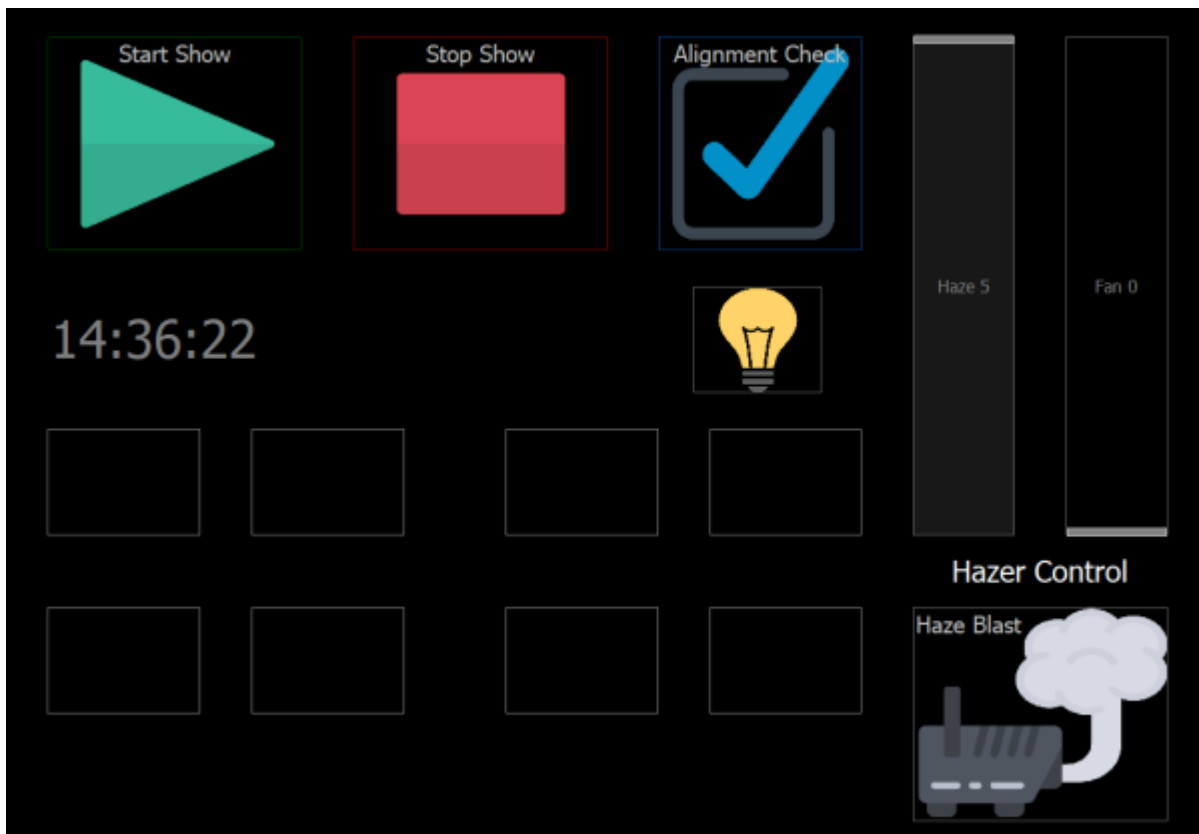 Start Show
Stop Show
Alignment Check
Haze 5
Fan 0
14:36:22
Hazer Control
Haze Blast